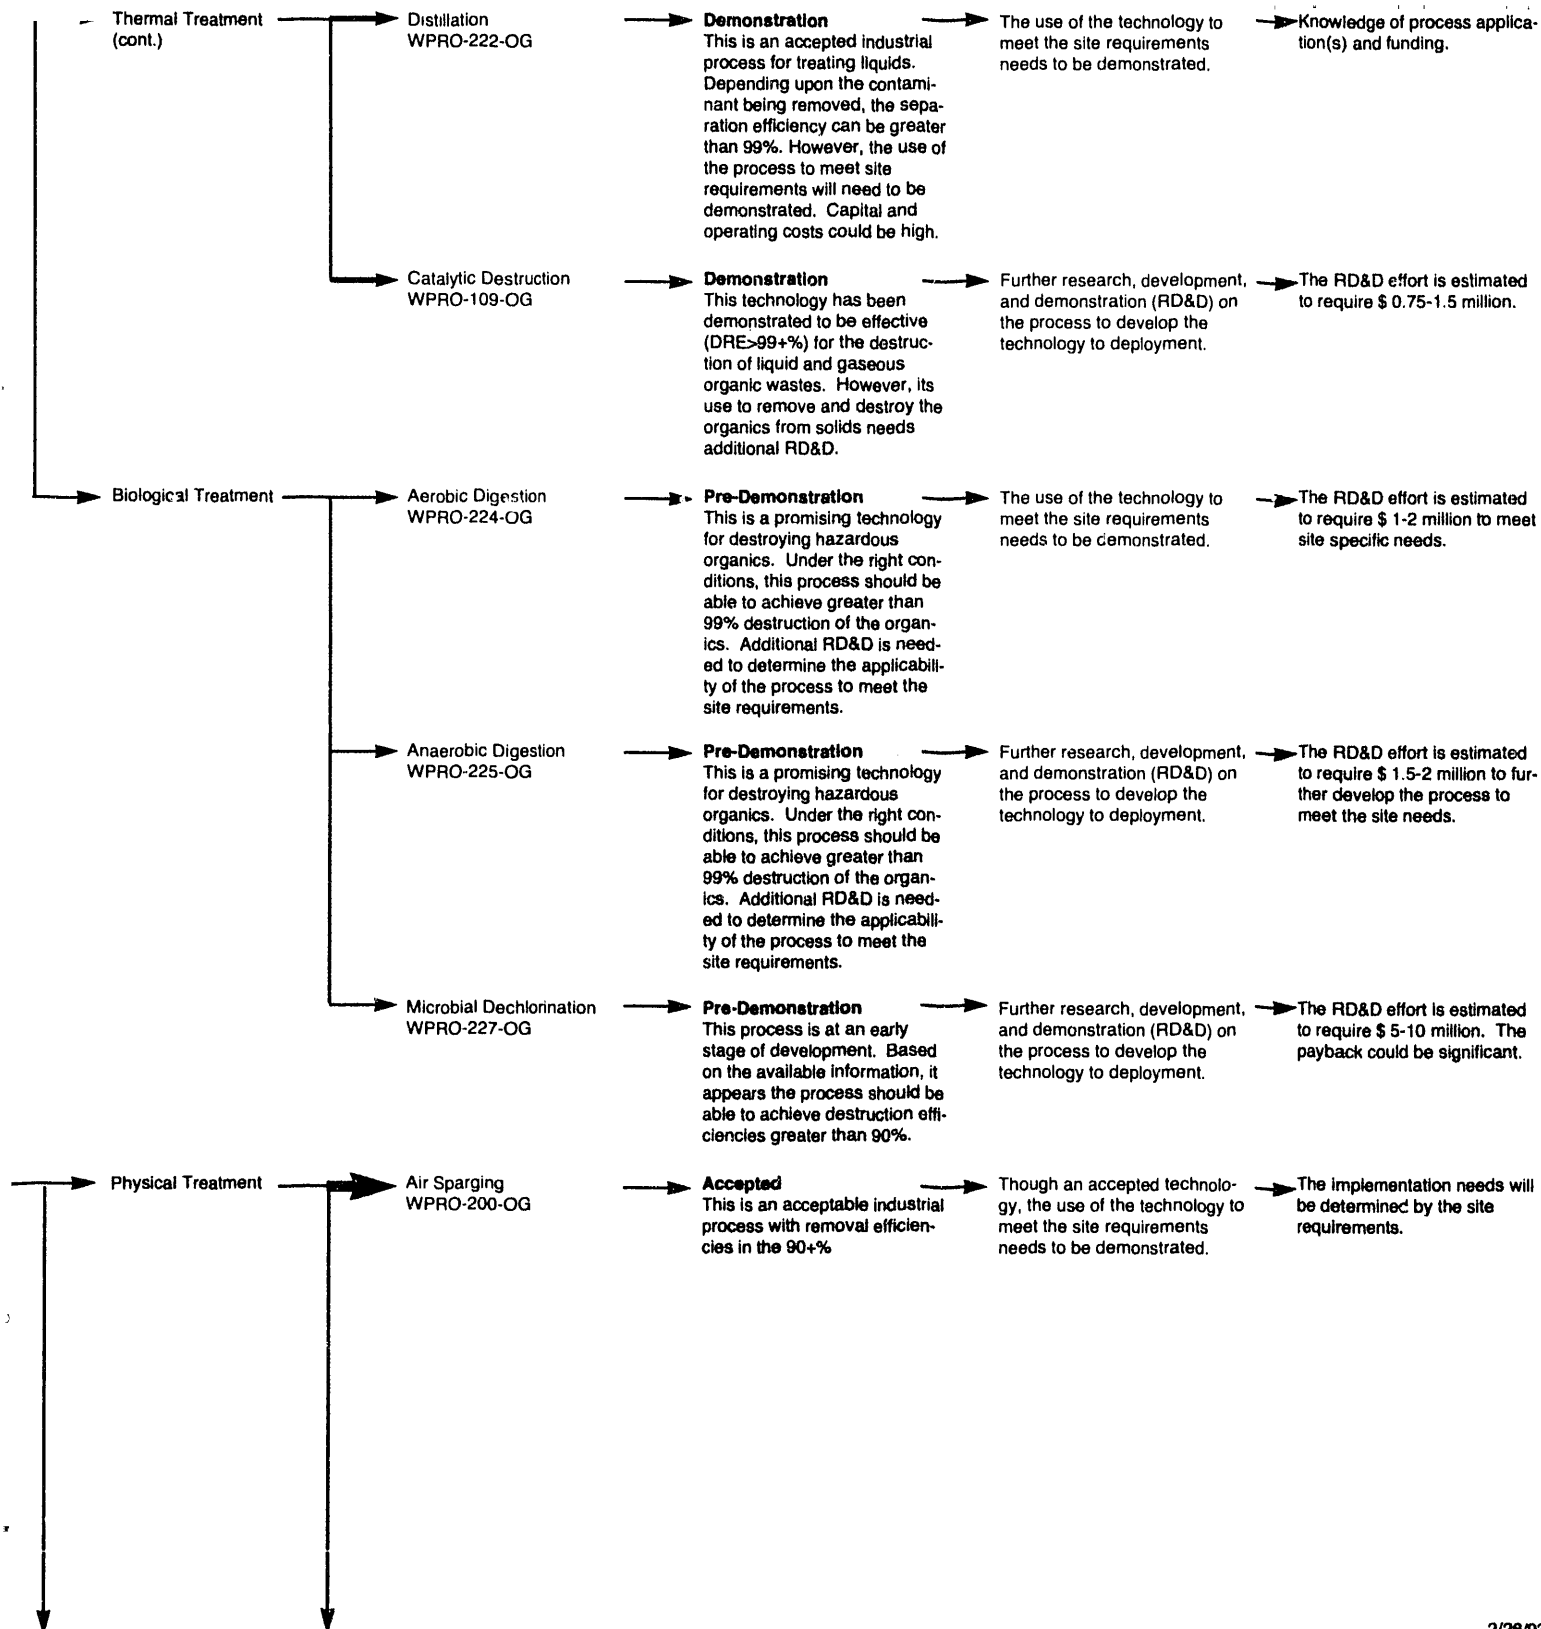 Thermal Treatment
(cont.)
Distillation
WPRO-222-OG
Demonstration
This is an accepted industrial
process for treating liquids.
Depending upon the contami-
nant being removed, the sepa-
ration efficiency can be greater
than 99%. However, the use of
the process to meet site
requirements will need to be
demonstrated. Capital and
operating costs could be high.
The use of the technology to
meet the site requirements
needs to be demonstrated.
Knowledge of process applica-
tion(s) and funding.
Catalytic Destruction
WPRO-109-OG
Demonstration
This technology has been
demonstrated to be effective
(DRE>99+%) for the destruc-
tion of liquid and gaseous
organic wastes. However, its
use to remove and destroy the
organics from solids needs
additional RD&D.
Further research, development,
and demonstration (RD&D) on
the process to develop the
technology to deployment.
The RD&D effort is estimated
to require $ 0.75-1.5 million.
Biological Treatment
Aerobic Digestion
WPRO-224-OG
Pre-Demonstration
This is a promising technology
for destroying hazardous
organics. Under the right con-
ditions, this process should be
able to achieve greater than
99% destruction of the organ-
ics. Additional RD&D is need-
ed to determine the applicabili-
ty of the process to meet the
site requirements.
The use of the technology to
meet the site requirements
needs to be demonstrated.
The RD&D effort is estimated
to require $ 1-2 million to meet
site specific needs.
Anaerobic Digestion
WPRO-225-OG
Pre-Demonstration
This is a promising technology
for destroying hazardous
organics. Under the right con-
ditions, this process should be
able to achieve greater than
99% destruction of the organ-
ics. Additional RD&D is need-
ed to determine the applicabili-
ty of the process to meet the
site requirements.
Further research, development,
and demonstration (RD&D) on
the process to develop the
technology to deployment.
The RD&D effort is estimated
to require $ 1.5-2 million to fur-
ther develop the process to
meet the site needs.
Microbial Dechlorination
WPRO-227-OG
Pre-Demonstration
This process is at an early
stage of development. Based
on the available information, it
appears the process should be
able to achieve destruction effi-
ciencies greater than 90%.
Further research, development,
and demonstration (RD&D) on
the process to develop the
technology to deployment.
The RD&D effort is estimated
to require $ 5-10 million. The
payback could be significant.
Physical Treatment
Air Sparging
WPRO-200-OG
Accepted
This is an acceptable industrial
process with removal efficien-
cies in the 90+%
Though an accepted technolo-
gy, the use of the technology to
meet the site requirements
needs to be demonstrated.
The implementation needs will
be determined by the site
requirements.